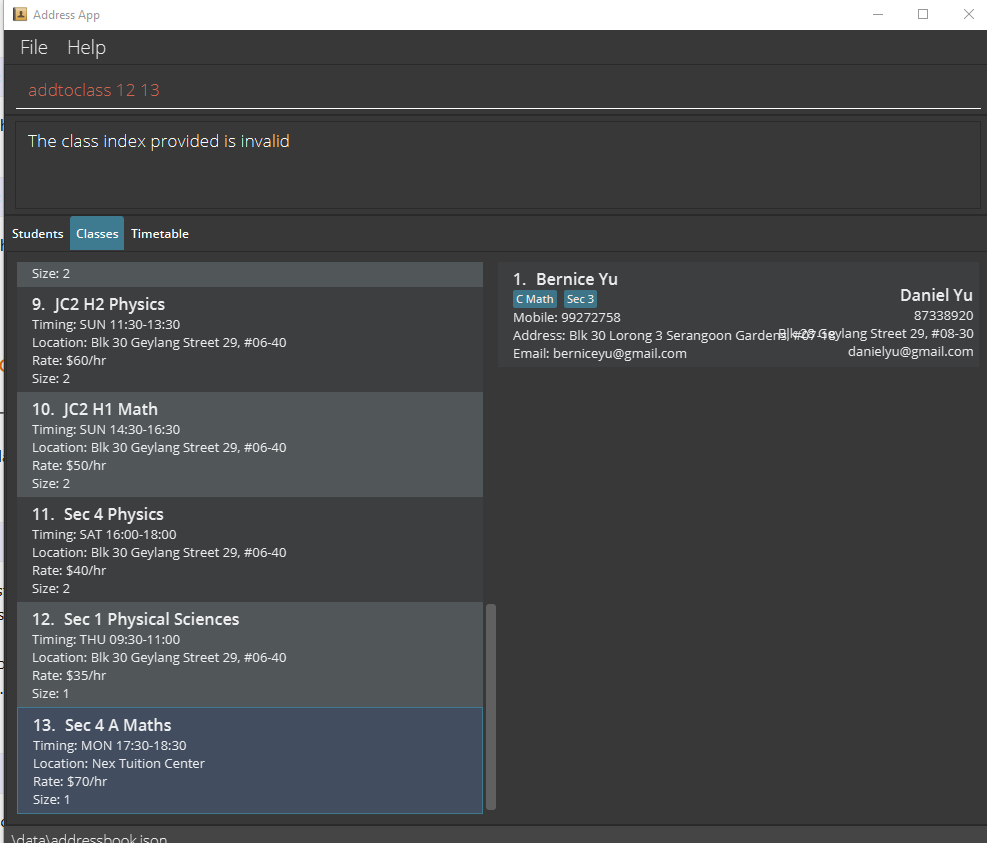 Address App
File Help
addtoclass 12 13
The class index provided is invalid
Students Classes Timetable
Size: 2
9. JC2 H2 Physics
Timing: SUN 11:30-13:30
Location: Blk 30 Geylang Street 29, #06-40
Rate: $60/hr
Size: 2
10. JC2 H1 Math
Timing: SUN 14:30-16:30
Location: Blk 30 Geylang Street 29, #06-40
Rate: $50/hr
Size: 2
11. Sec 4 Physics
Timing: SAT 16:00-18:00
Location: Blk 30 Geylang Street 29, #06-40
Rate: $40/hr
Size: 2
12. Sec 1 Physical Sciences
Timing: THU 09:30-11:00
Location: Blk 30 Geylang Street 29, #06-40
Rate: $35/hr
Size: 1
13. Sec 4 A Maths
Timing: MON 17:30-18:30
Location: Nex Tuition Center
Rate: $70/hr
Size: 1
1. Bernice Yu
C Math Sec 3
Mobile: 99272758
Address: Blk 30 Lorong 3 Serangoon Gardens,
Email: berniceyu@gmail.com
Daniel Yu
87338920
Geylang Street 29, #08-30
danielyu@gmail.com
\data\addressbook.json